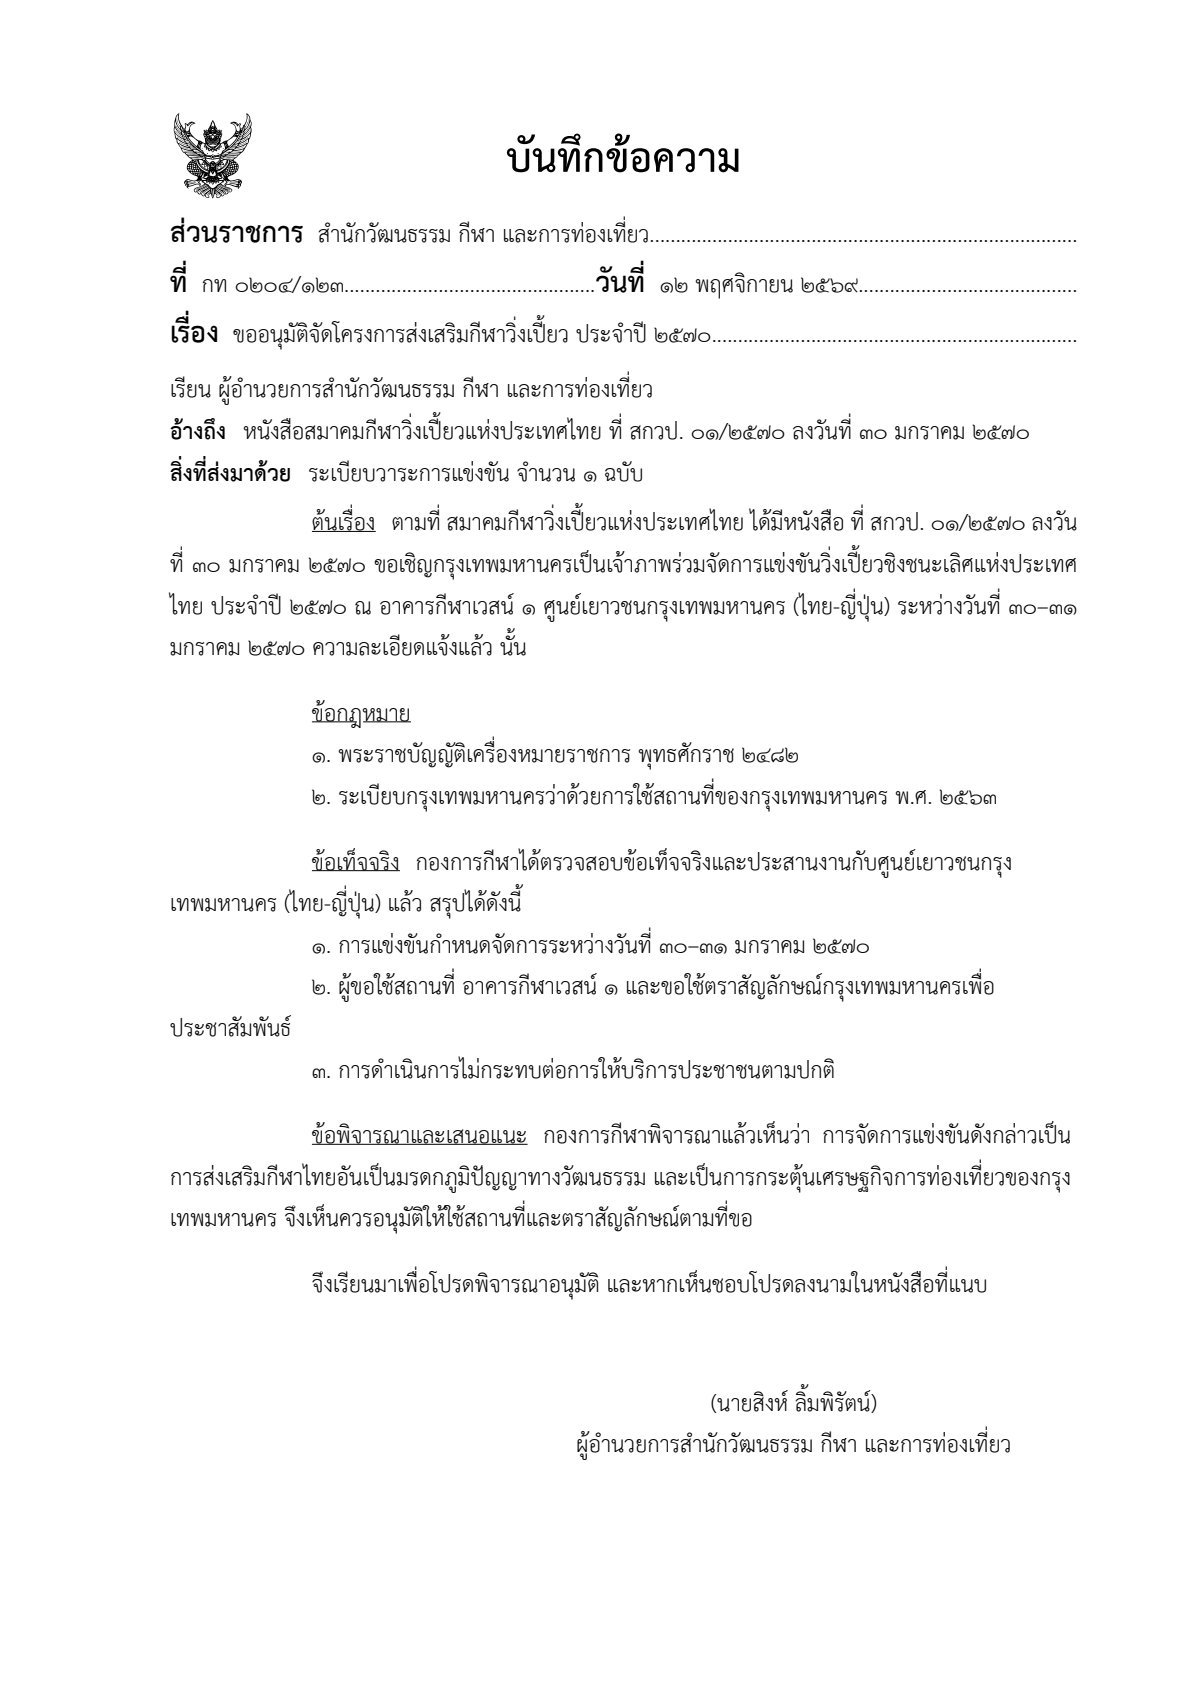 บันทึกข้อความ
ส่วนราชการ สำนักวัฒนธรรม กีฬา และการท่องเที่ยว..................................................................................
ที่ กท ๐๒๐๔/๑๒๓................................................วันที่ ๑๒ พฤศจิกายน ๒๕๖๙..........................................
เรื่อง ขออนุมัติจัดโครงการส่งเสริมกีฬาวิ่งเปี้ยว ประจำปี ๒๕๗๐......................................................................
เรียน ผู้อำนวยการสำนักวัฒนธรรม กีฬา และการท่องเที่ยว
อ้างถึง หนังสือสมาคมกีฬาวิ่งเปี้ยวแห่งประเทศไทย ที่ สกวป. ๐๑/๒๕๗๐ ลงวันที่ ๓๐ มกราคม ๒๕๗๐
สิ่งที่ส่งมาด้วย ระเบียบวาระการแข่งขัน จำนวน ๑ ฉบับ
ต้นเรื่อง ตามที่ สมาคมกีฬาวิ่งเปี้ยวแห่งประเทศไทย ได้มีหนังสือ ที่ สกวป. ๐๑/๒๕๗๐ ลงวัน
ที่ ๓๐ มกราคม ๒๕๗๐ ขอเชิญกรุงเทพมหานครเป็นเจ้าภาพร่วมจัดการแข่งขันวิ่งเปี้ยวชิงชนะเลิศแห่งประเทศ
ไทย ประจำปี ๒๕๗๐ ณ อาคารกีฬาเวสน์ ๑ ศูนย์เยาวชนกรุงเทพมหานคร (ไทย-ญี่ปุ่น) ระหว่างวันที่ ๓๐–๓๑
มกราคม ๒๕๗๐ ความละเอียดแจ้งแล้ว นั้น
ข้อกฎหมาย
๑. พระราชบัญญัติเครื่องหมายราชการ พุทธศักราช ๒๔๘๒
๒. ระเบียบกรุงเทพมหานครว่าด้วยการใช้สถานที่ของกรุงเทพมหานคร พ.ศ. ๒๕๖๓
ข้อเท็จจริง กองการกีฬาได้ตรวจสอบข้อเท็จจริงและประสานงานกับศูนย์เยาวชนกรุง
เทพมหานคร (ไทย-ญี่ปุ่น) แล้ว สรุปได้ดังนี้
๑. การแข่งขันกำหนดจัดการระหว่างวันที่ ๓๐–๓๑ มกราคม ๒๕๗๐
๒. ผู้ขอใช้สถานที่ อาคารกีฬาเวสน์ ๑ และขอใช้ตราสัญลักษณ์กรุงเทพมหานครเพื่อ
ประชาสัมพันธ์
๓. การดำเนินการไม่กระทบต่อการให้บริการประชาชนตามปกติ
ข้อพิจารณาและเสนอแนะ กองการกีฬาพิจารณาแล้วเห็นว่า การจัดการแข่งขันดังกล่าวเป็น
การส่งเสริมกีฬาไทยอันเป็นมรดกภูมิปัญญาทางวัฒนธรรม และเป็นการกระตุ้นเศรษฐกิจการท่องเที่ยวของกรุง
เทพมหานคร จึงเห็นควรอนุมัติให้ใช้สถานที่และตราสัญลักษณ์ตามที่ขอ
จึงเรียนมาเพื่อโปรดพิจารณาอนุมัติ และหากเห็นชอบโปรดลงนามในหนังสือที่แนบ
(นายสิงห์ ลิ้มพิรัตน์)
ผู้อำนวยการสำนักวัฒนธรรม กีฬา และการท่องเที่ยว